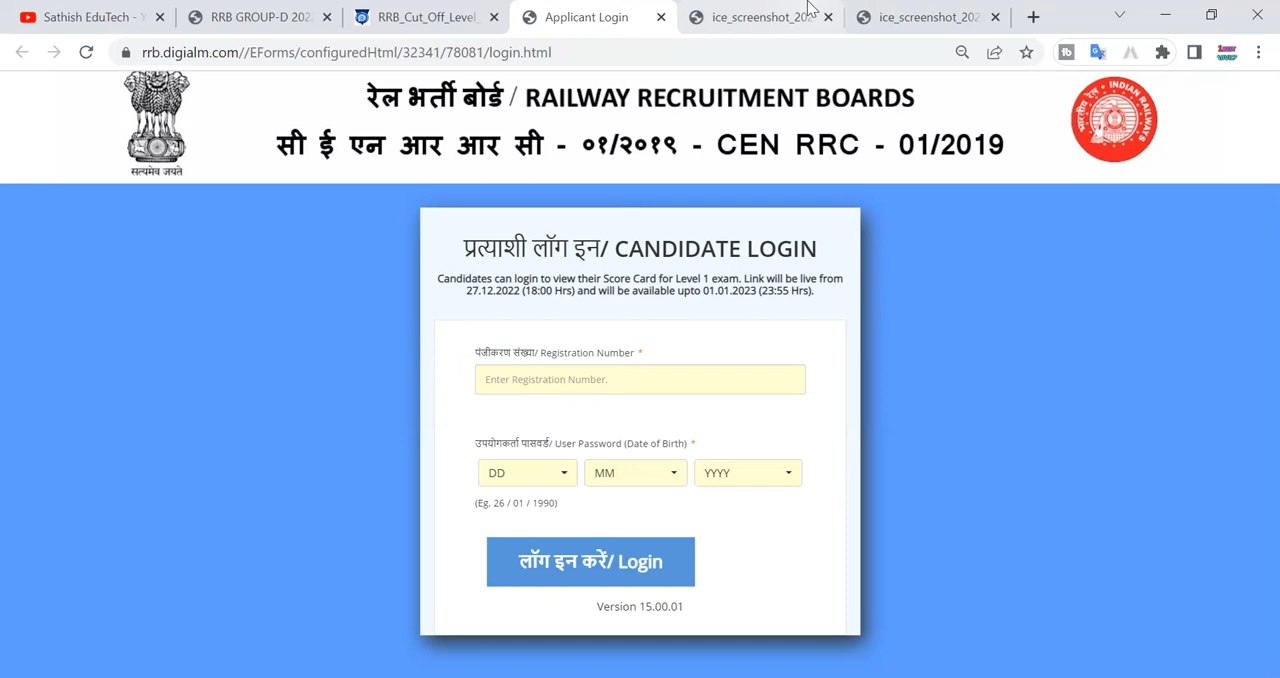 Sathish EduTech - Y
RRB GROUP-D 202
RRB_Cut_Off_Level_
Applicant Login
ice_screenshot_20
ice_screenshot_202
rrb.digialm.com//EForms/configuredHtml/32341/78081/login.html
रेल भर्ती बोर्ड / RAILWAY RECRUITMENT BOARDS
सी ई एन आर आर सी - ०१/२०१९ - CEN RRC - 01/2019
सत्यमेव जयते
प्रत्याशी लॉग इन/ CANDIDATE LOGIN
Candidates can login to view their Score Card for Level 1 exam. Link will be live from
27.12.2022 (18:00 Hrs) and will be available upto 01.01.2023 (23:55 Hrs).
पंजीकरण संख्या/ Registration Number *
Enter Registration Number.
उपयोगकर्ता पासवर्ड/ User Password (Date of Birth) *
DD MM YYYY
(Eg. 26 / 01 / 1990)
लॉग इन करें/ Login
Version 15.00.01